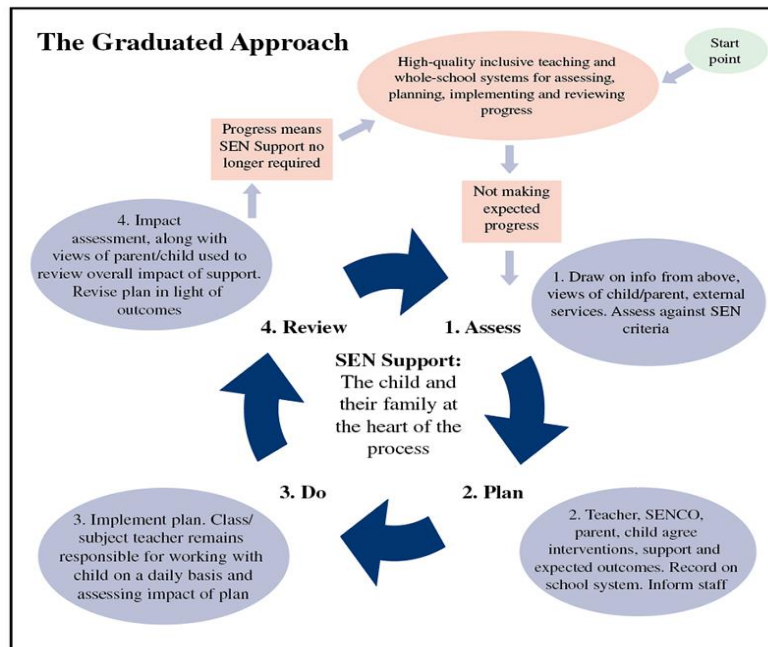 The Graduated Approach
Start
point
High-quality inclusive teaching and
whole-school systems for assessing,
planning, implementing and reviewing
progress
Progress means
SEN Support no
longer required
Not making
expected
progress
4. Impact
assessment, along with
views of parent/child used to
review overall impact of support.
Revise plan in light of
outcomes
1. Draw on info from above,
views of child/parent, external
services. Assess against SEN
criteria
4. Review
1. Assess
SEN Support:
The child and
their family at
the heart of the
process
3. Do
2. Plan
3. Implement plan. Class/
subject teacher remains
responsible for working with
child on a daily basis and
assessing impact of plan
2. Teacher, SENCO,
parent, child agree
interventions, support and
expected outcomes. Record on
school system. Inform staff